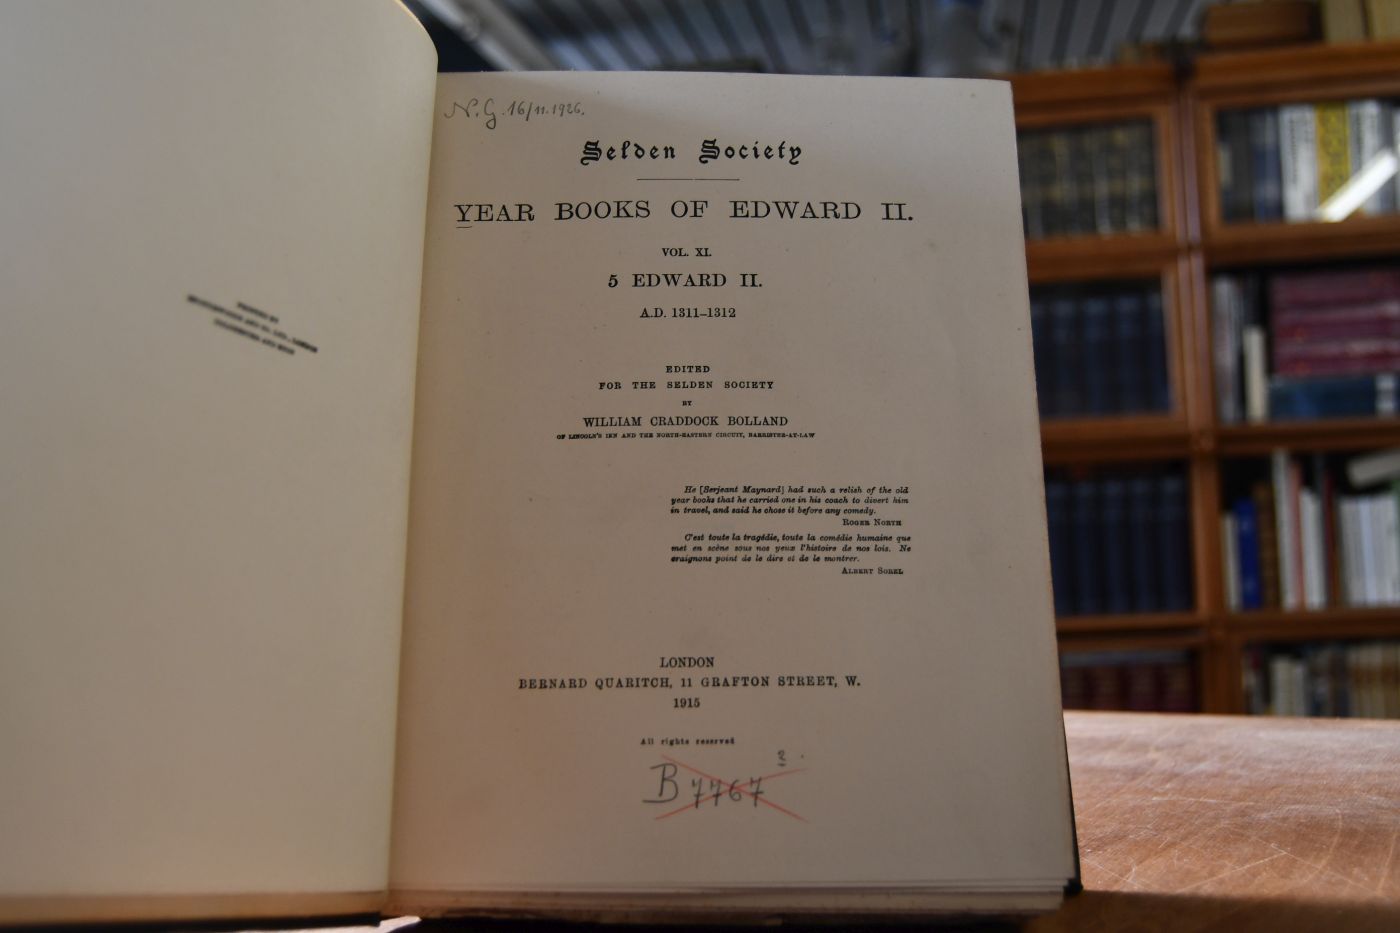 PRINTED BY
LONDON
N.G. 16/11.1926.
Selden Society
YEAR BOOKS OF EDWARD II.
VOL. XI.
5 EDWARD II.
A.D. 1311–1312
EDITED
FOR THE SELDEN SOCIETY
BY
WILLIAM CRADDOCK BOLLAND
OF LINCOLN'S INN AND THE NORTH-EASTERN CIRCUIT, BARRISTER-AT-LAW
He [Serjeant Maynard] had such a relish of the old
year books that he carried one in his coach to divert him
in travel, and said he chose it before any comedy.
ROGER NORTH
C'est toute la tragédie, toute la comédie humaine que
met en scène sous nos yeux l'histoire de nos lois. Ne
craignons point de le dire et de le montrer.
ALBERT SOREL
LONDON
BERNARD QUARITCH, 11 GRAFTON STREET, W.
1915
All rights reserved
B 7767